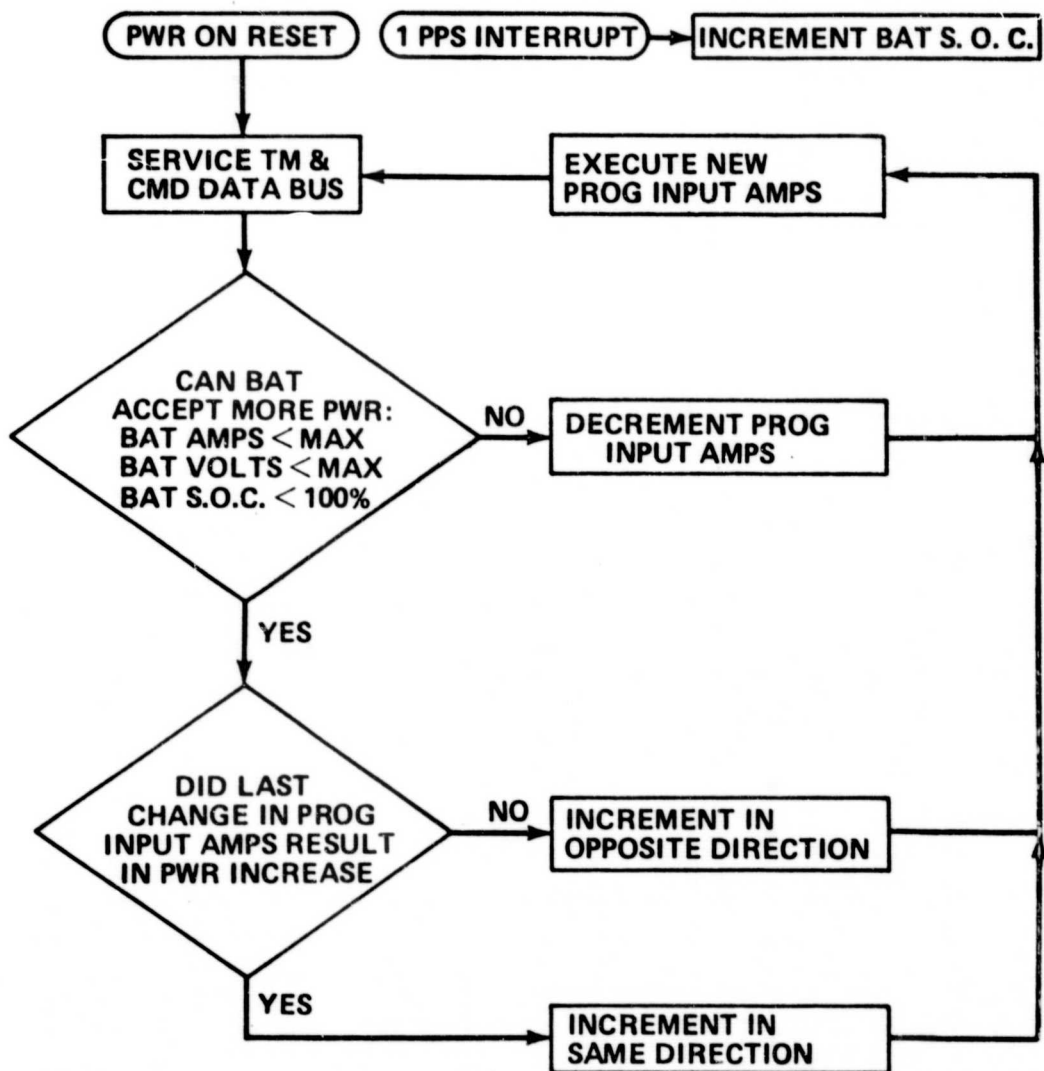 PWR ON RESET
1 PPS INTERRUPT
INCREMENT BAT S. O. C.
SERVICE TM &
CMD DATA BUS
EXECUTE NEW
PROG INPUT AMPS
CAN BAT
ACCEPT MORE PWR:
BAT AMPS < MAX
BAT VOLTS < MAX
BAT S.O.C. < 100%
NO
DECREMENT PROG
INPUT AMPS
YES
DID LAST
CHANGE IN PROG
INPUT AMPS RESULT
IN PWR INCREASE
NO
INCREMENT IN
OPPOSITE DIRECTION
YES
INCREMENT IN
SAME DIRECTION